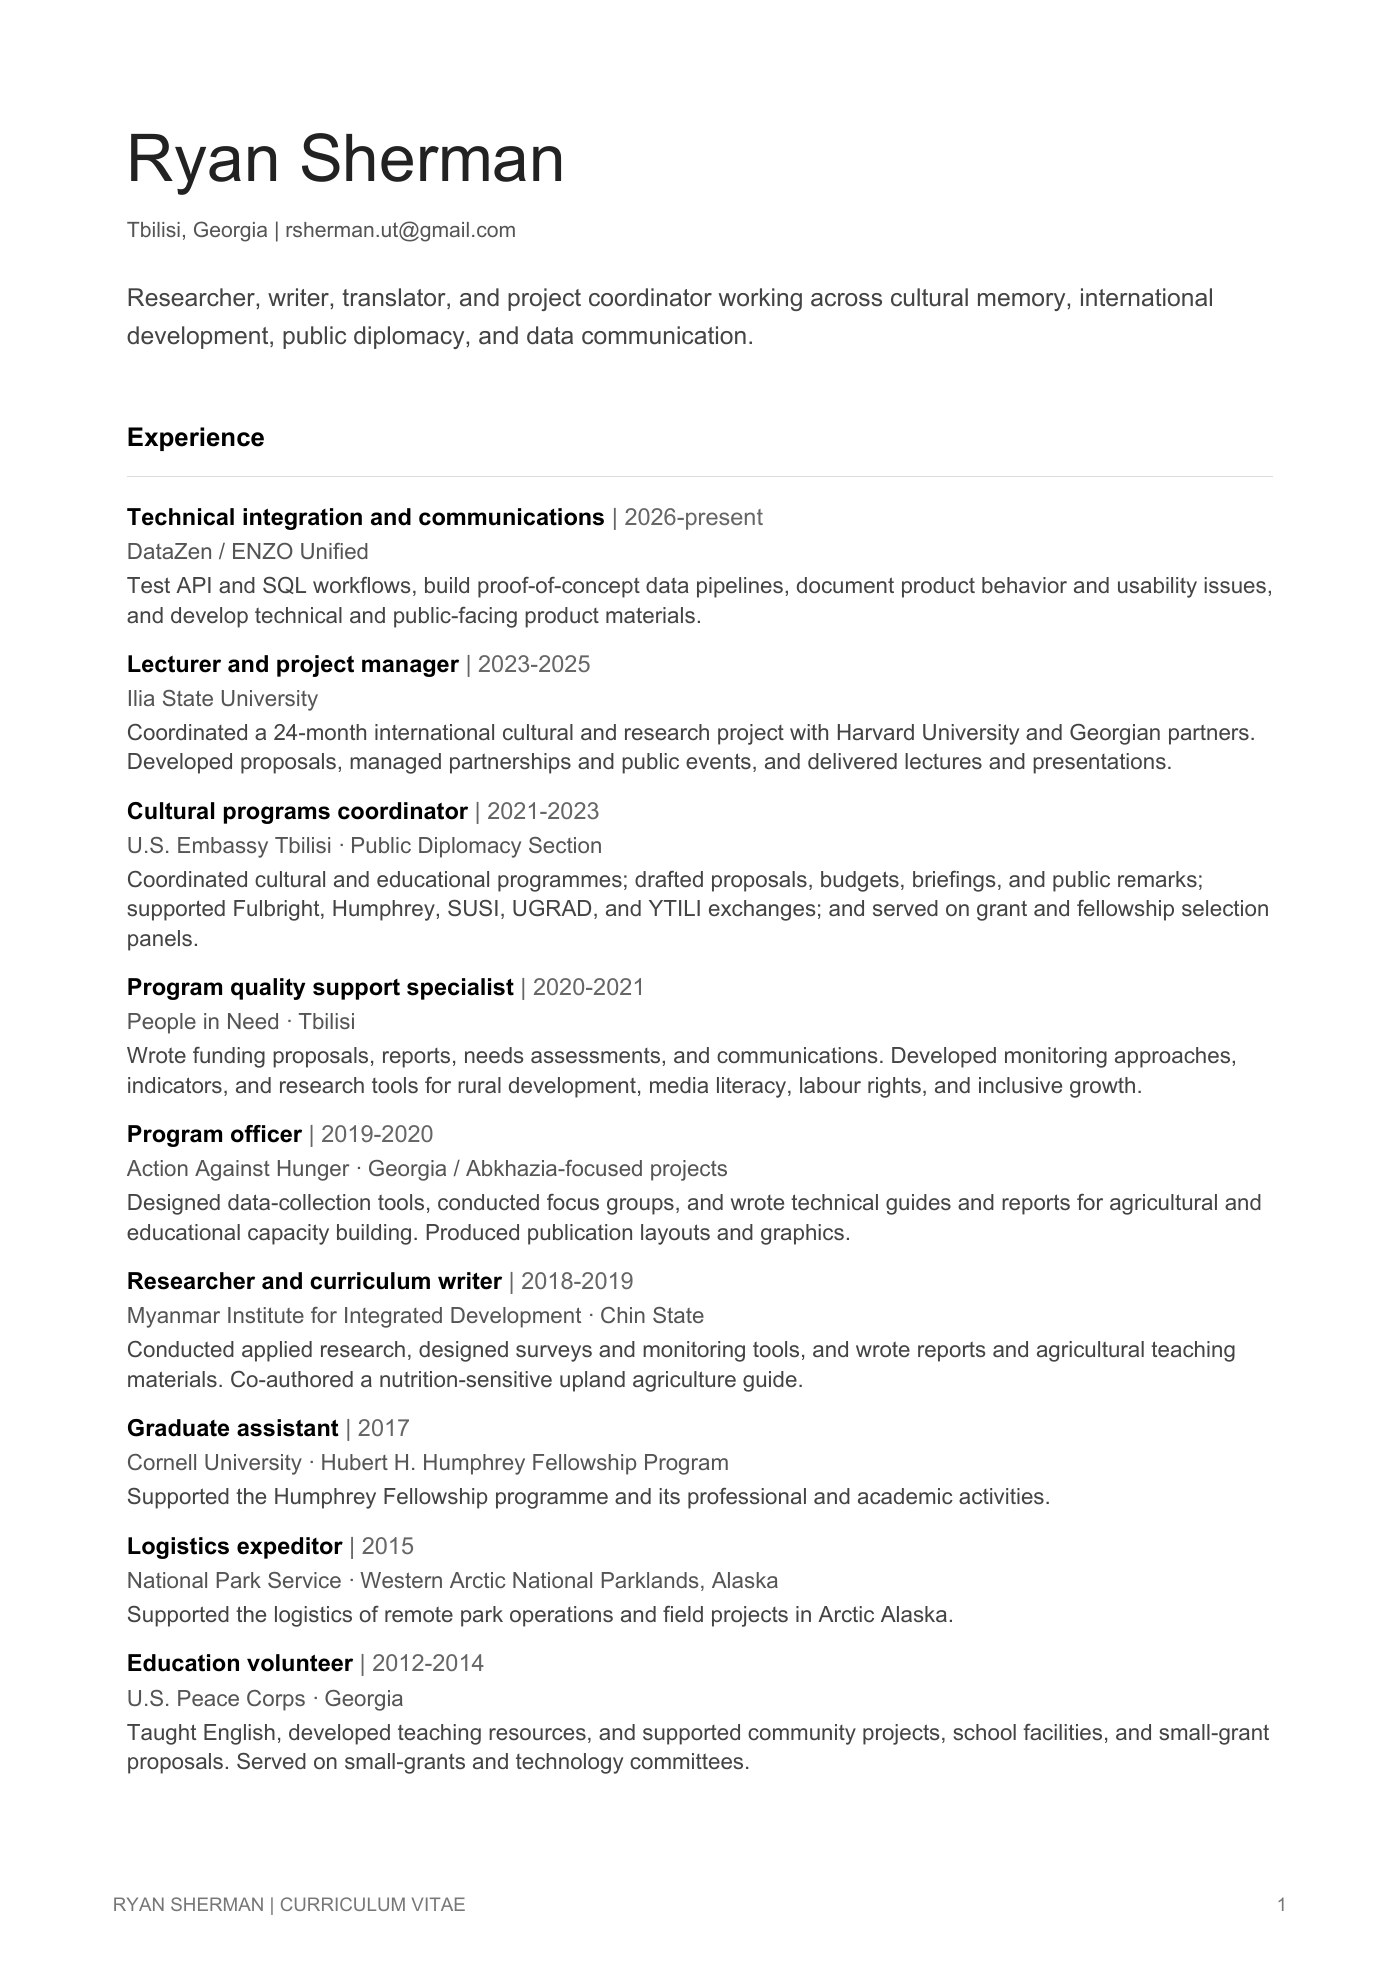 Ryan Sherman
Tbilisi, Georgia | rsherman.ut@gmail.com
Researcher, writer, translator, and project coordinator working across cultural memory, international
development, public diplomacy, and data communication.
Experience
Technical integration and communications | 2026-present
DataZen / ENZO Unified
Test API and SQL workflows, build proof-of-concept data pipelines, document product behavior and usability issues,
and develop technical and public-facing product materials.
Lecturer and project manager | 2023-2025
Ilia State University
Coordinated a 24-month international cultural and research project with Harvard University and Georgian partners.
Developed proposals, managed partnerships and public events, and delivered lectures and presentations.
Cultural programs coordinator | 2021-2023
U.S. Embassy Tbilisi · Public Diplomacy Section
Coordinated cultural and educational programmes; drafted proposals, budgets, briefings, and public remarks;
supported Fulbright, Humphrey, SUSI, UGRAD, and YTILI exchanges; and served on grant and fellowship selection
panels.
Program quality support specialist | 2020-2021
People in Need · Tbilisi
Wrote funding proposals, reports, needs assessments, and communications. Developed monitoring approaches,
indicators, and research tools for rural development, media literacy, labour rights, and inclusive growth.
Program officer | 2019-2020
Action Against Hunger · Georgia / Abkhazia-focused projects
Designed data-collection tools, conducted focus groups, and wrote technical guides and reports for agricultural and
educational capacity building. Produced publication layouts and graphics.
Researcher and curriculum writer | 2018-2019
Myanmar Institute for Integrated Development · Chin State
Conducted applied research, designed surveys and monitoring tools, and wrote reports and agricultural teaching
materials. Co-authored a nutrition-sensitive upland agriculture guide.
Graduate assistant | 2017
Cornell University · Hubert H. Humphrey Fellowship Program
Supported the Humphrey Fellowship programme and its professional and academic activities.
Logistics expeditor | 2015
National Park Service · Western Arctic National Parklands, Alaska
Supported the logistics of remote park operations and field projects in Arctic Alaska.
Education volunteer | 2012-2014
U.S. Peace Corps · Georgia
Taught English, developed teaching resources, and supported community projects, school facilities, and small-grant
proposals. Served on small-grants and technology committees.
RYAN SHERMAN | CURRICULUM VITAE 1